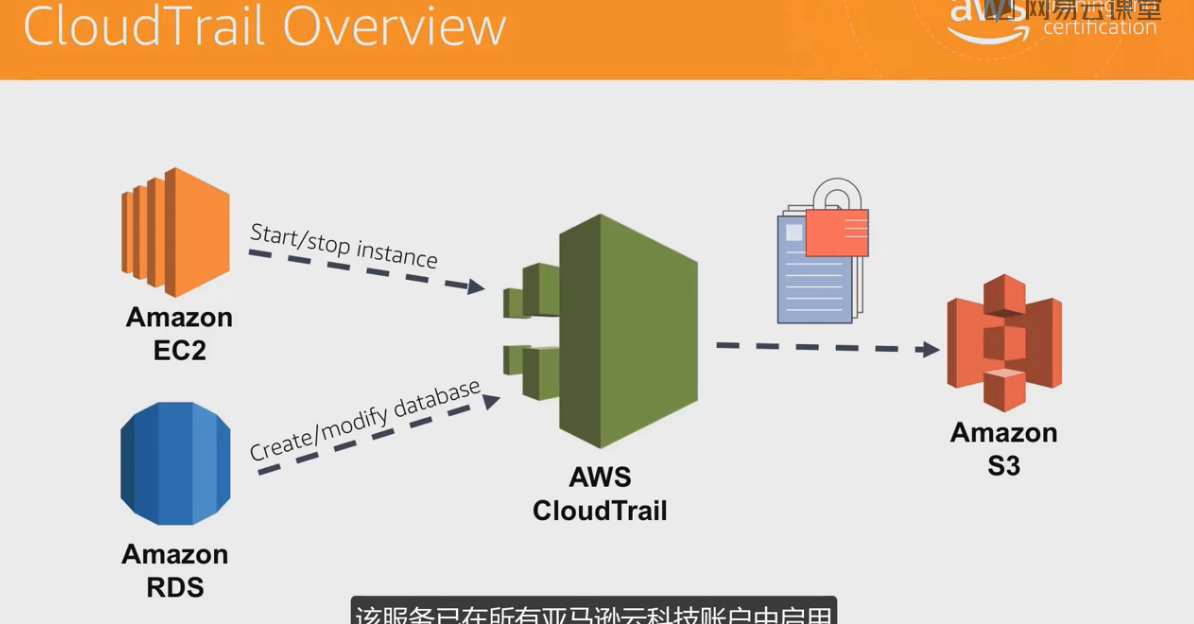 CloudTrail Overview
aws
网易云课堂
certification
Start/stop instance
Amazon
EC2
Create/modify database
Amazon
RDS
AWS
CloudTrail
Amazon
S3
该服务已在所有亚马逊云科技账户中启用